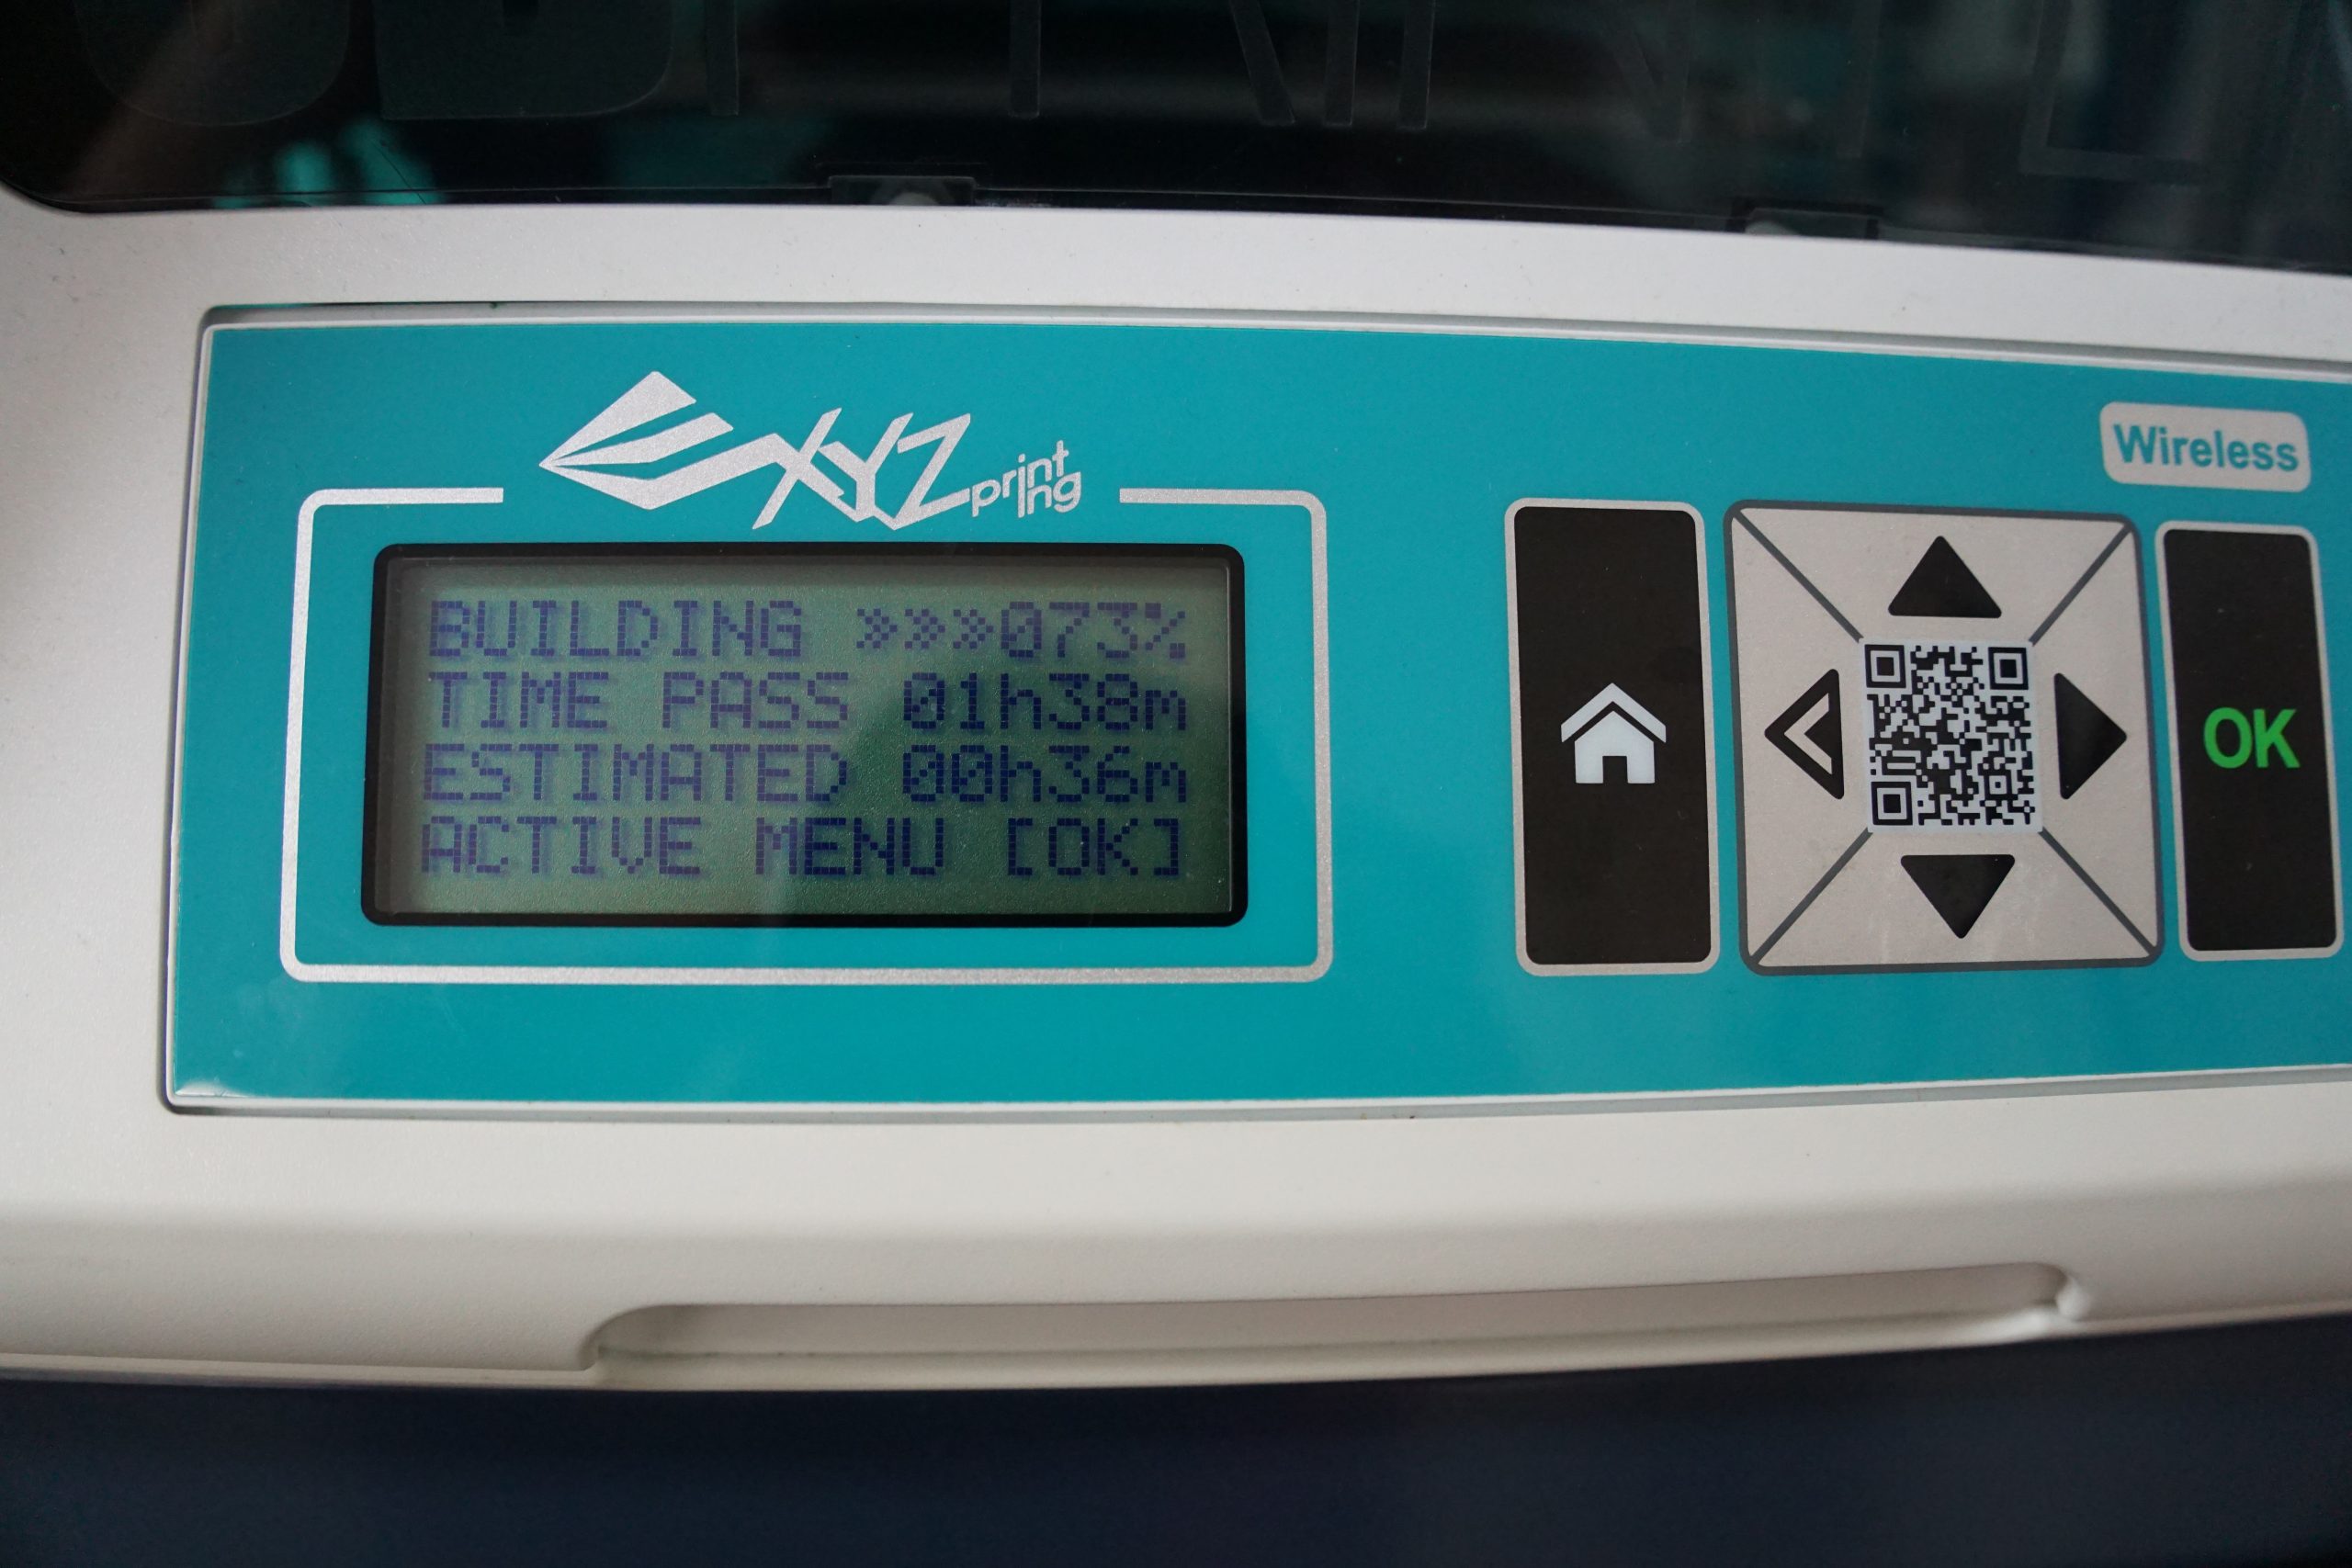 XYZprinting
Wireless
BUILDING »»»073%
TIME PASS 01h38m
ESTIMATED 00h36m
ACTIVE MENU [OK]
OK